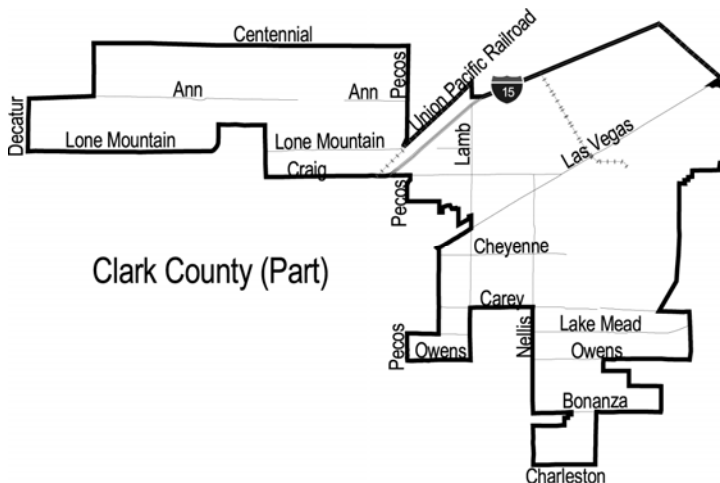 Centennial
Pecos
Union Pacific Railroad
15
Ann
Ann
Decatur
Lone Mountain
Lone Mountain
Lamb
Las Vegas
Craig
Pecos
Cheyenne
Clark County (Part)
Carey
Nellis
Lake Mead
Pecos
Owens
Owens
Bonanza
Charleston